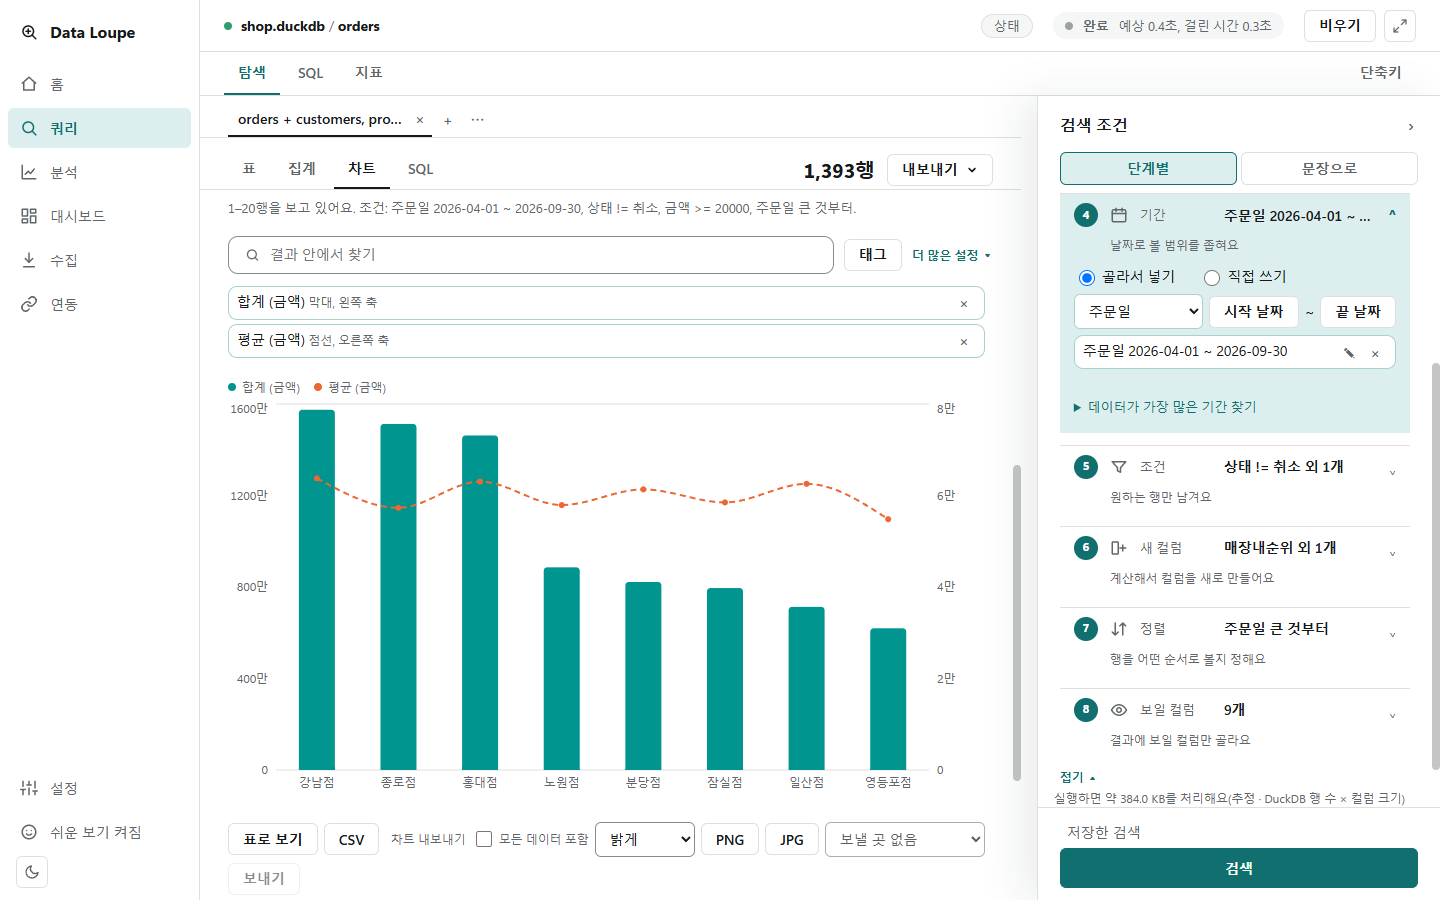 Data Loupe
홈
쿼리
분석
대시보드
수집
연동
설정
쉬운 보기 켜짐
shop.duckdb / orders
상태
완료 예상 0.4초, 걸린 시간 0.3초
비우기
탐색 SQL 지표
단축키
orders + customers, pro... × + ···
표 집계 차트 SQL
1,393행
내보내기
1–20행을 보고 있어요. 조건: 주문일 2026-04-01 ~ 2026-09-30, 상태 != 취소, 금액 >= 20000, 주문일 큰 것부터.
결과 안에서 찾기
태그
더 많은 설정
합계 (금액) 막대, 왼쪽 축 ×
평균 (금액) 점선, 오른쪽 축 ×
합계 (금액) 평균 (금액)
1600만
1200만
800만
400만
0
8만
6만
4만
2만
0
강남점 종로점 홍대점 노원점 분당점 잠실점 일산점 영등포점
표로 보기 CSV 차트 내보내기 모든 데이터 포함 밝게 PNG JPG 보낼 곳 없음
보내기
검색 조건
단계별 문장으로
4 기간 주문일 2026-04-01 ~ ...
날짜로 볼 범위를 좁혀요
골라서 넣기 직접 쓰기
주문일 시작 날짜 ~ 끝 날짜
주문일 2026-04-01 ~ 2026-09-30 ×
데이터가 가장 많은 기간 찾기
5 조건 상태 != 취소 외 1개
원하는 행만 남겨요
6 새 컬럼 매장내순위 외 1개
계산해서 컬럼을 새로 만들어요
7 정렬 주문일 큰 것부터
행을 어떤 순서로 볼지 정해요
8 보일 컬럼 9개
결과에 보일 컬럼만 골라요
접기
실행하면 약 384.0 KB를 처리해요(추정 · DuckDB 행 수 × 컬럼 크기)
저장한 검색
검색